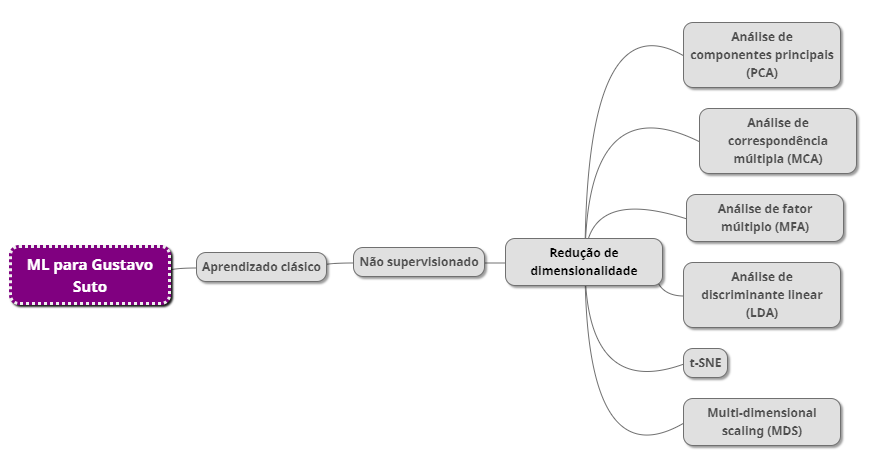 ML para Gustavo
Suto
Aprendizado clásico
Não supervisionado
Redução de
dimensionalidade
Análise de
componentes principais
(PCA)
Análise de
correspondência
múltipla (MCA)
Análise de fator
múltiplo (MFA)
Análise de
discriminante linear
(LDA)
t-SNE
Multi-dimensional
scaling (MDS)